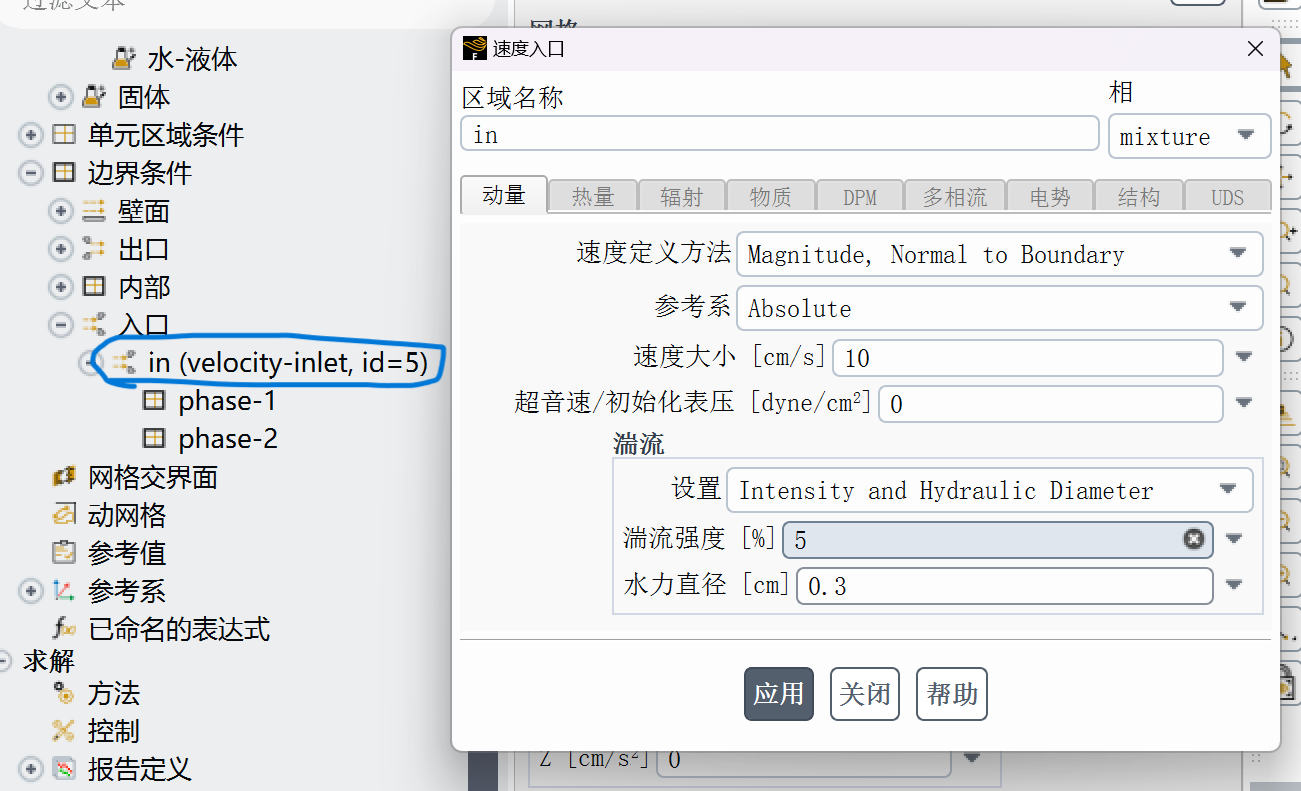 过滤文本
水-液体
固体
单元区域条件
边界条件
壁面
出口
内部
入口
in (velocity-inlet, id=5)
phase-1
phase-2
网格交界面
动网格
参考值
参考系
已命名的表达式
求解
方法
控制
报告定义
网格
速度入口
区域名称
相
in
mixture
动量 热量 辐射 物质 DPM 多相流 电势 结构 UDS
速度定义方法 Magnitude, Normal to Boundary
参考系 Absolute
速度大小 [cm/s] 10
超音速/初始化表压 [dyne/cm²] 0
湍流
设置 Intensity and Hydraulic Diameter
湍流强度 [%] 5
水力直径 [cm] 0.3
应用 关闭 帮助
Z [cm/s²] 0